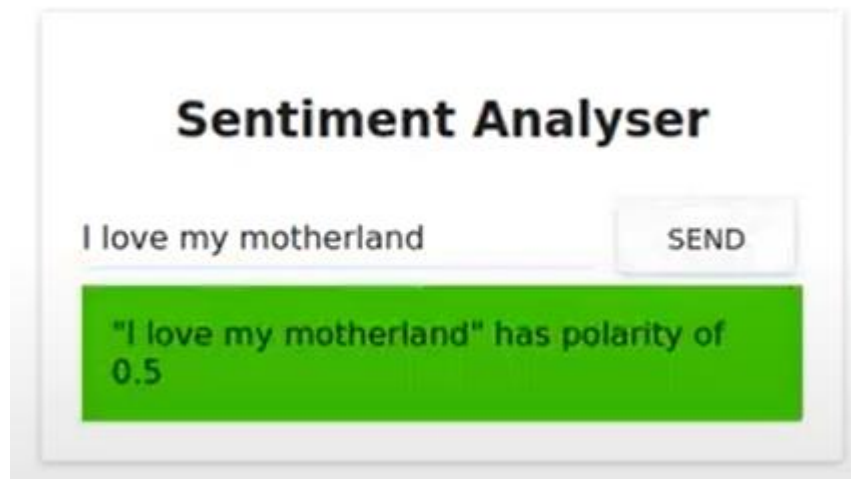 Sentiment Analyser
I love my motherland
SEND
"I love my motherland" has polarity of
0.5